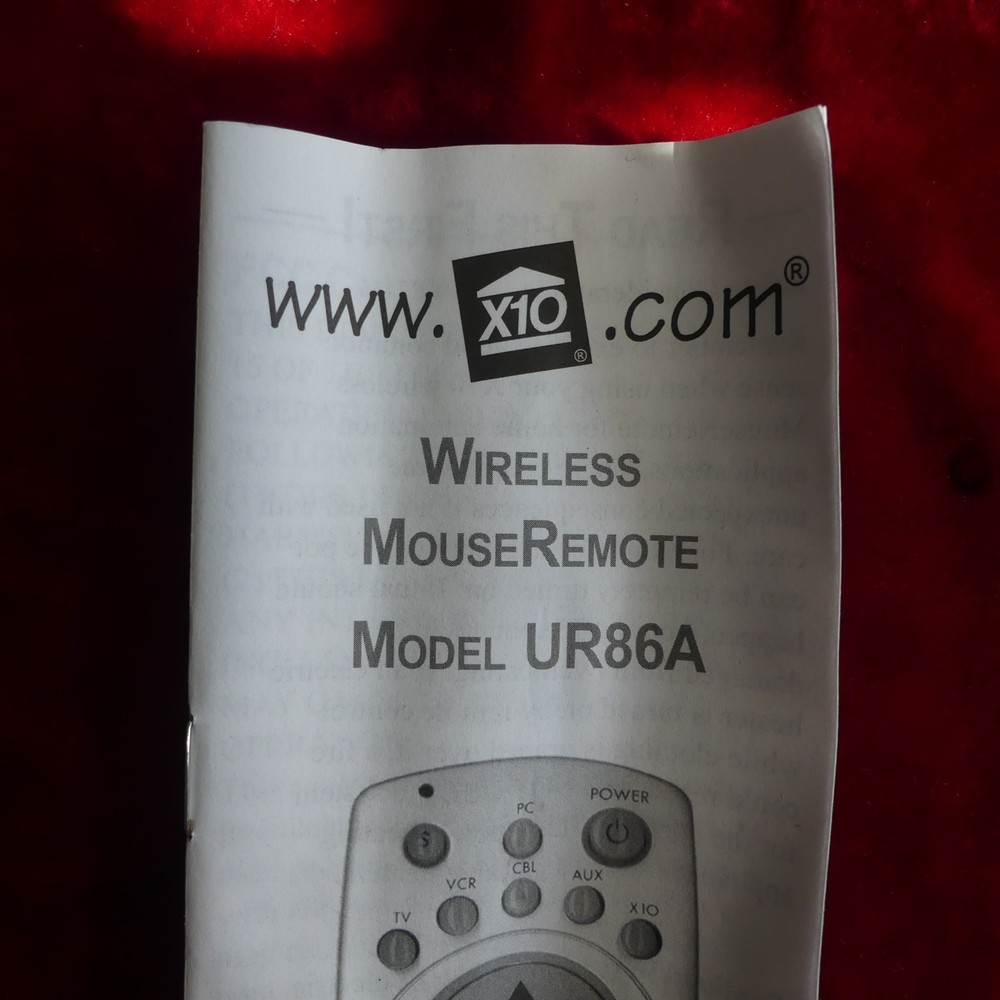 www.X10®.com®
WIRELESS
MOUSEREMOTE
MODEL UR86A
POWER
PC
S
CBL
VCR
AUX
TV
X10